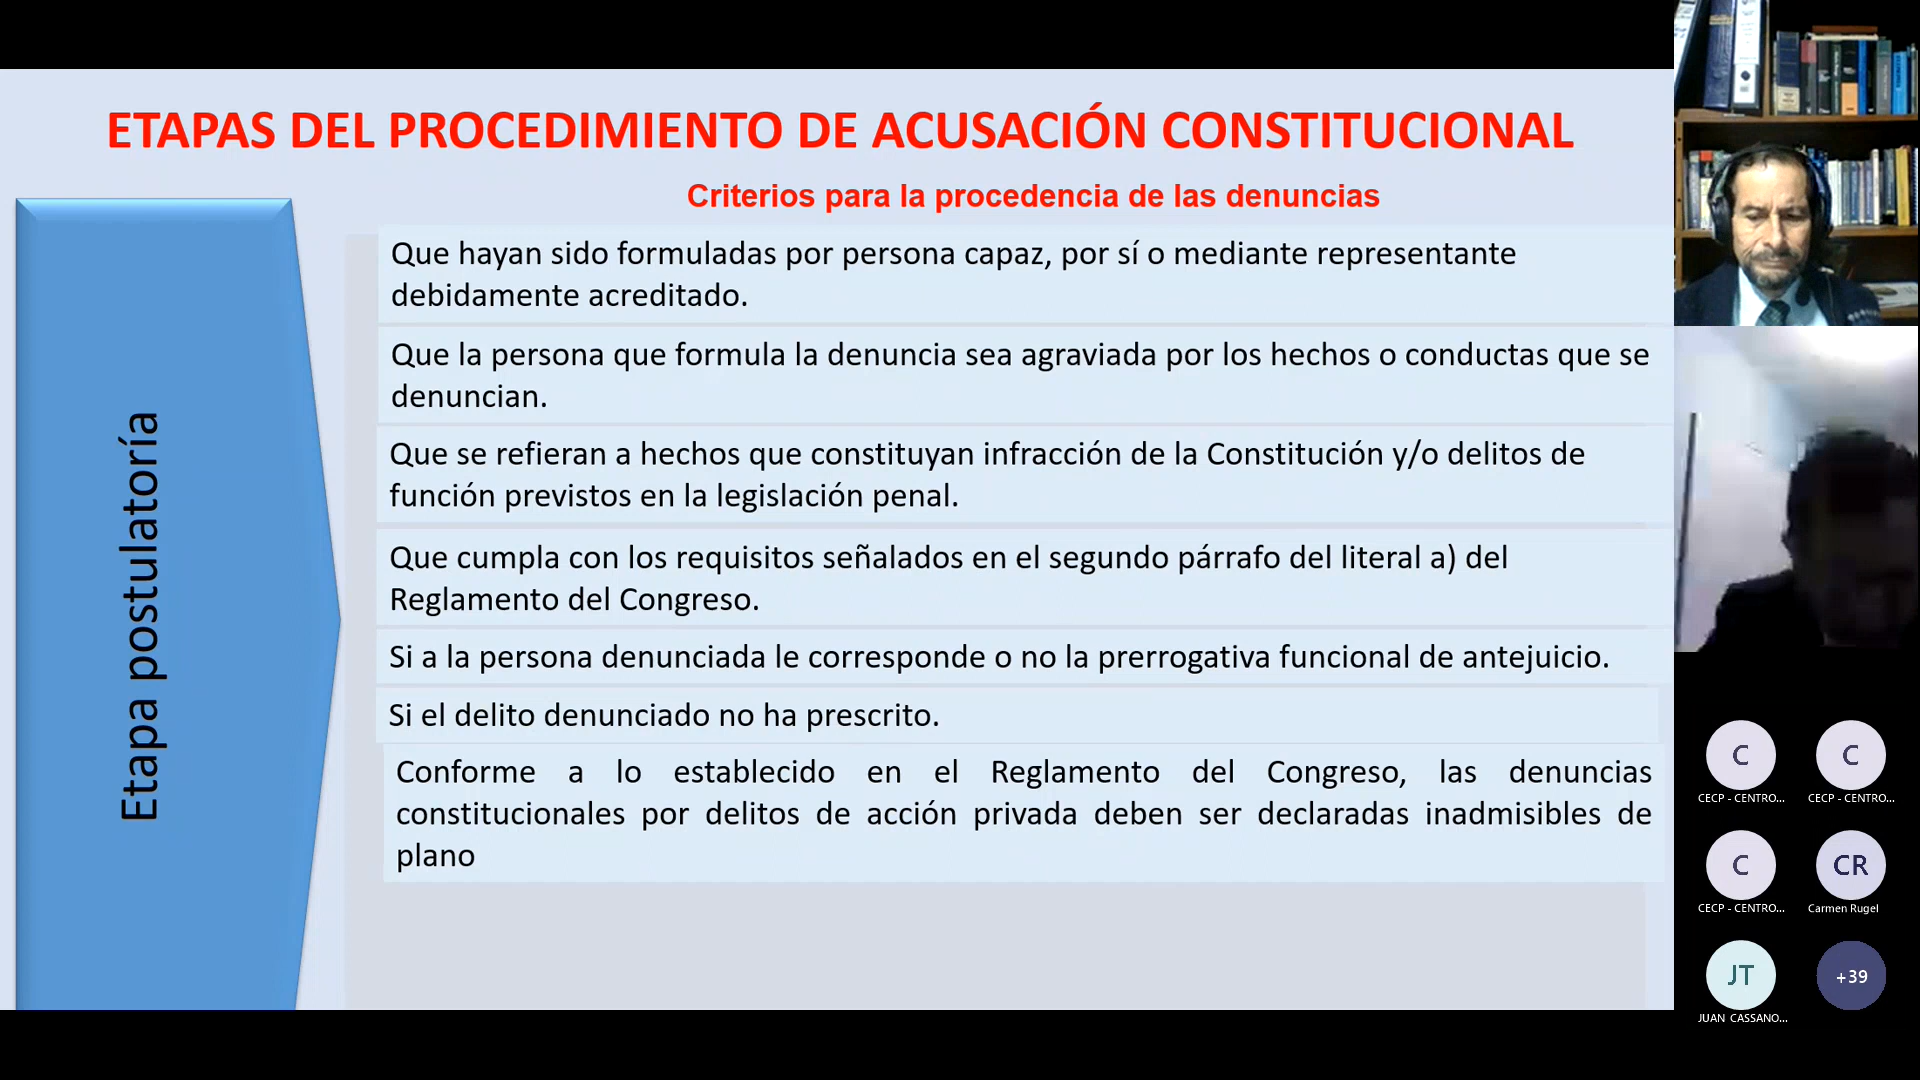 ETAPAS DEL PROCEDIMIENTO DE ACUSACIÓN CONSTITUCIONAL
Criterios para la procedencia de las denuncias
Etapa postulatoría
Que hayan sido formuladas por persona capaz, por sí o mediante representante
debidamente acreditado.
Que la persona que formula la denuncia sea agraviada por los hechos o conductas que se
denuncian.
Que se refieran a hechos que constituyan infracción de la Constitución y/o delitos de
función previstos en la legislación penal.
Que cumpla con los requisitos señalados en el segundo párrafo del literal a) del
Reglamento del Congreso.
Si a la persona denunciada le corresponde o no la prerrogativa funcional de antejuicio.
Si el delito denunciado no ha prescrito.
Conforme a lo establecido en el Reglamento del Congreso, las denuncias
constitucionales por delitos de acción privada deben ser declaradas inadmisibles de
plano
C
C
CECP - CENTRO...
CECP - CENTRO...
C
CR
CECP - CENTRO...
Carmen Rugel
JT
+39
JUAN CASSANO...